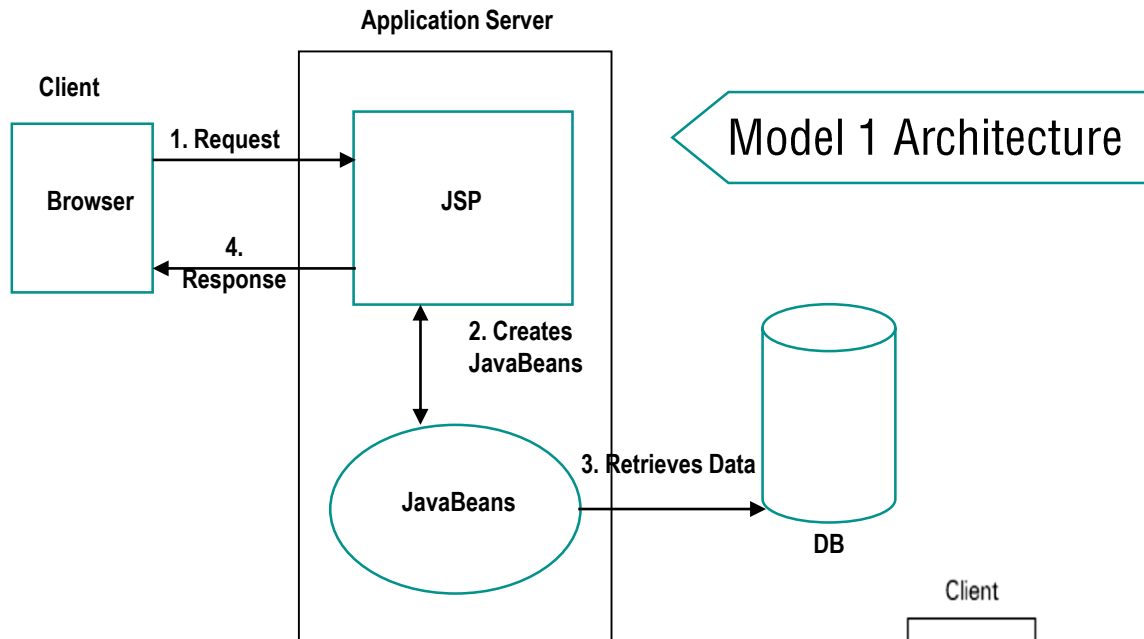 Application Server
Client
Model 1 Architecture
1. Request
Browser
JSP
4.
Response
2. Creates
JavaBeans
3. Retrieves Data
JavaBeans
DB
Client